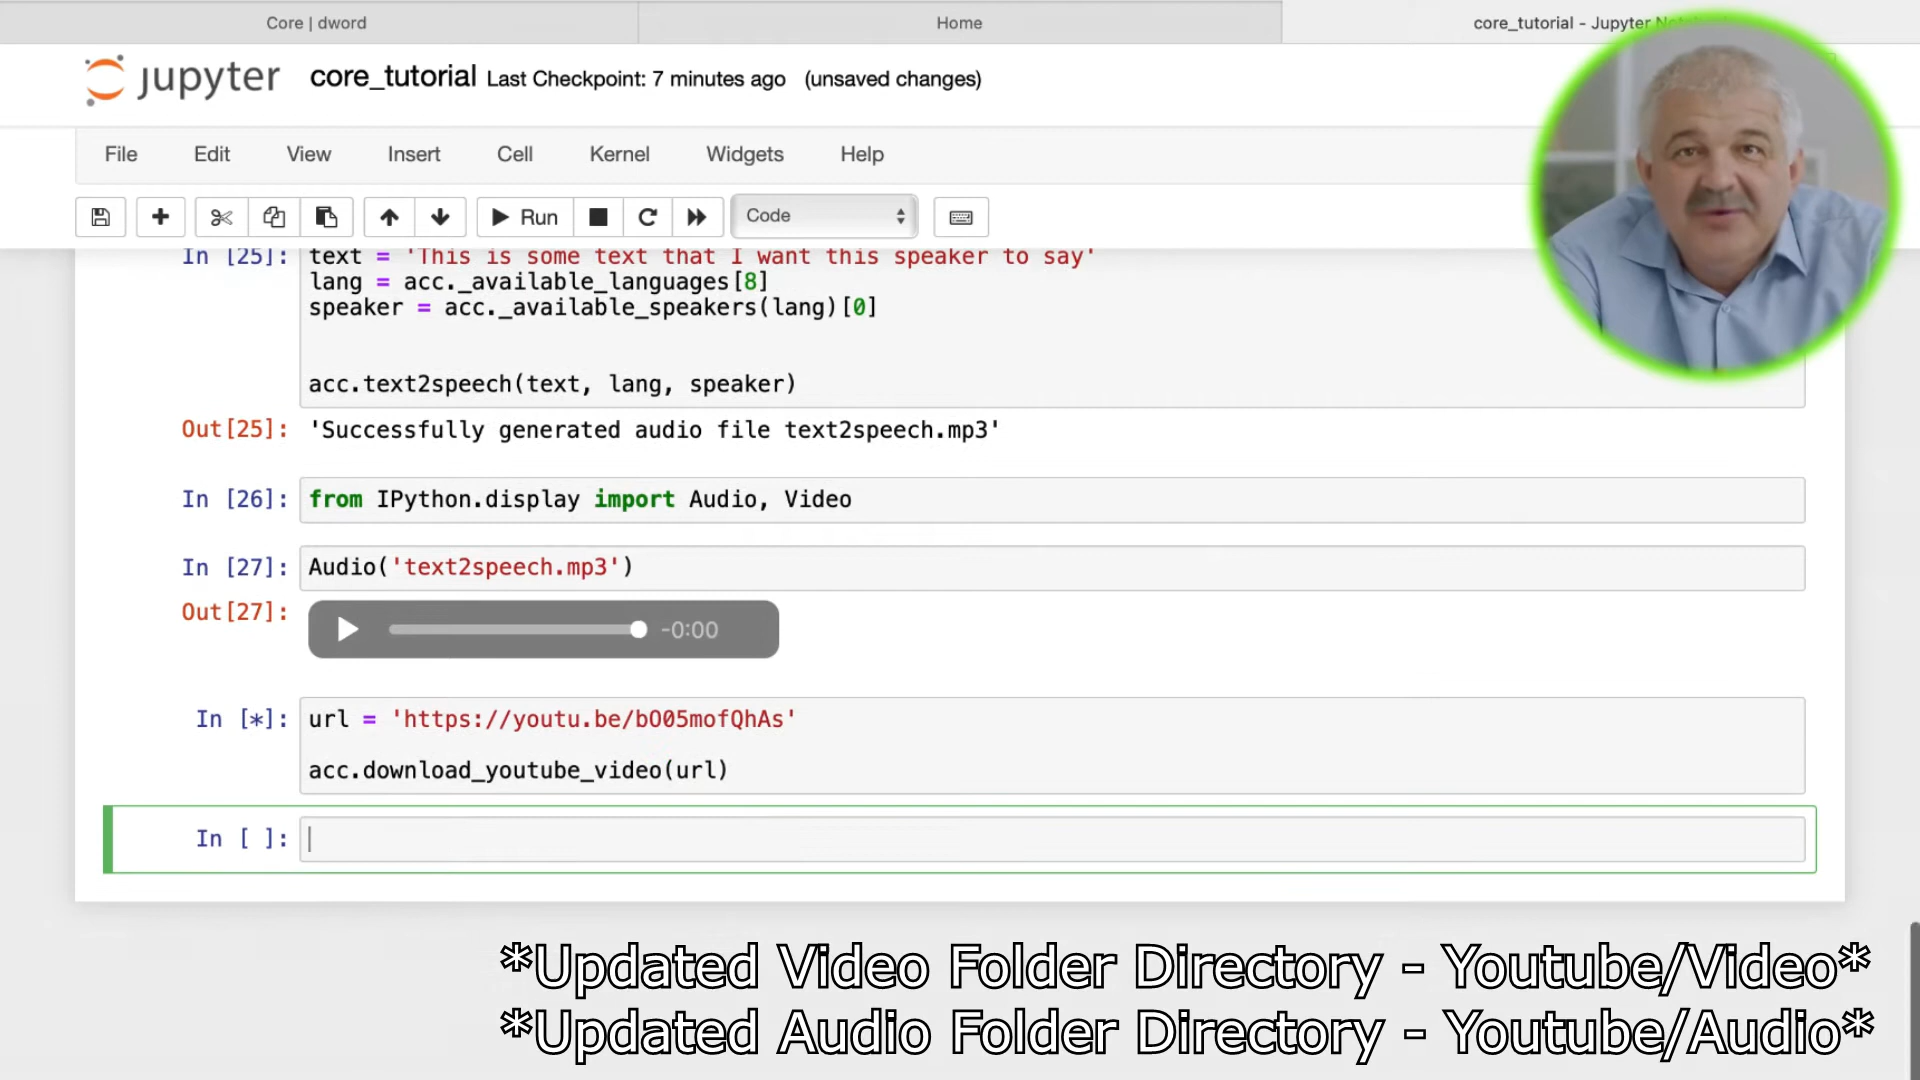 Core | dword
Home
core_tutorial - Jupyter
jupyter
core_tutorial Last Checkpoint: 7 minutes ago (unsaved changes)
File Edit View Insert Cell Kernel Widgets Help
Run
Code
In [25]: text = 'This is some text that I want this speaker to say'
lang = acc._available_languages[8]
speaker = acc._available_speakers(lang)[0]
acc.text2speech(text, lang, speaker)
Out[25]: 'Successfully generated audio file text2speech.mp3'
In [26]: from IPython.display import Audio, Video
In [27]: Audio('text2speech.mp3')
Out[27]:
-0:00
In [*]: url = 'https://youtu.be/bO05mofQhAs'
acc.download_youtube_video(url)
In [ ]:
*Updated Video Folder Directory - Youtube/Video*
*Updated Audio Folder Directory - Youtube/Audio*